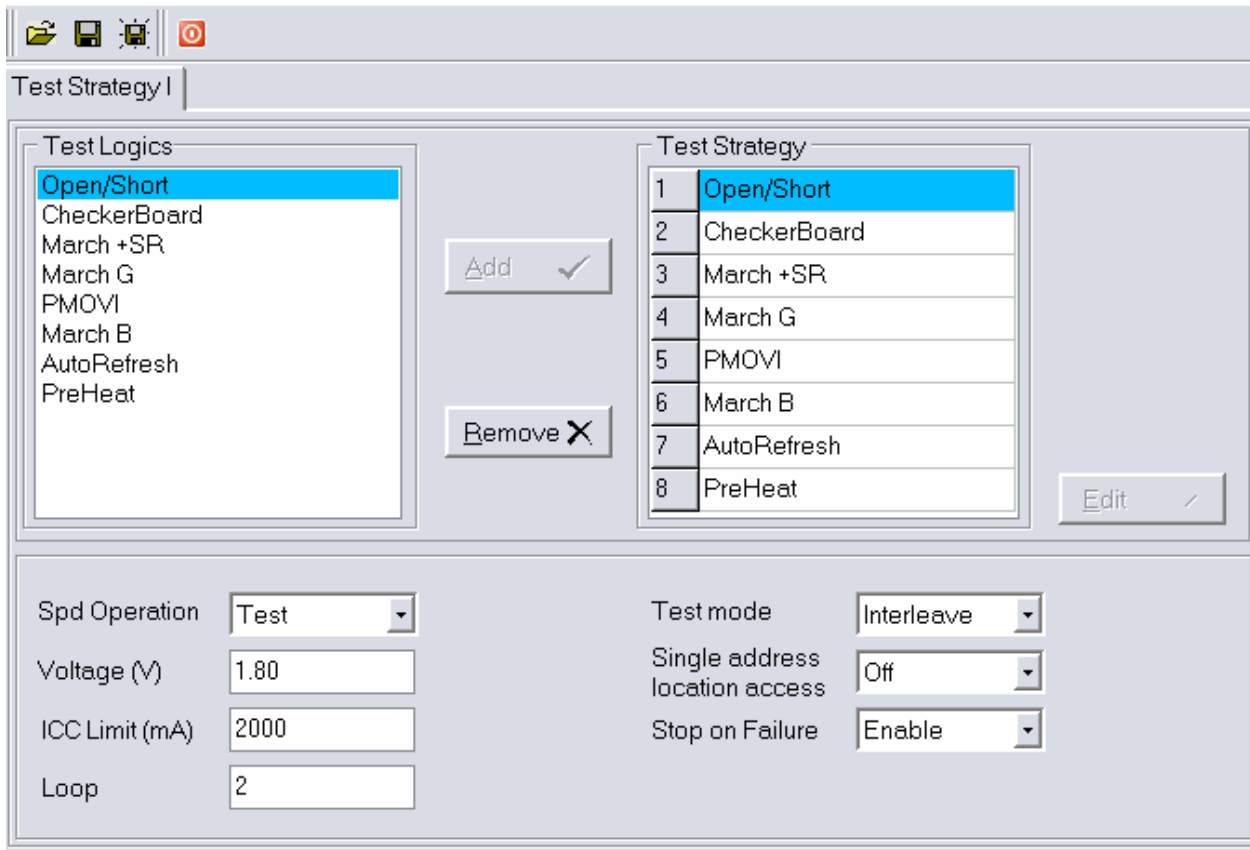 Test Strategy I
Test Logics
Open/Short
CheckerBoard
March +SR
March G
PMOVI
March B
AutoRefresh
PreHeat
Add
Remove
Test Strategy
1 Open/Short
2 CheckerBoard
3 March +SR
4 March G
5 PMOVI
6 March B
7 AutoRefresh
8 PreHeat
Edit
Spd Operation Test
Voltage (V) 1.80
ICC Limit (mA) 2000
Loop 2
Test mode Interleave
Single address
location access Off
Stop on Failure Enable